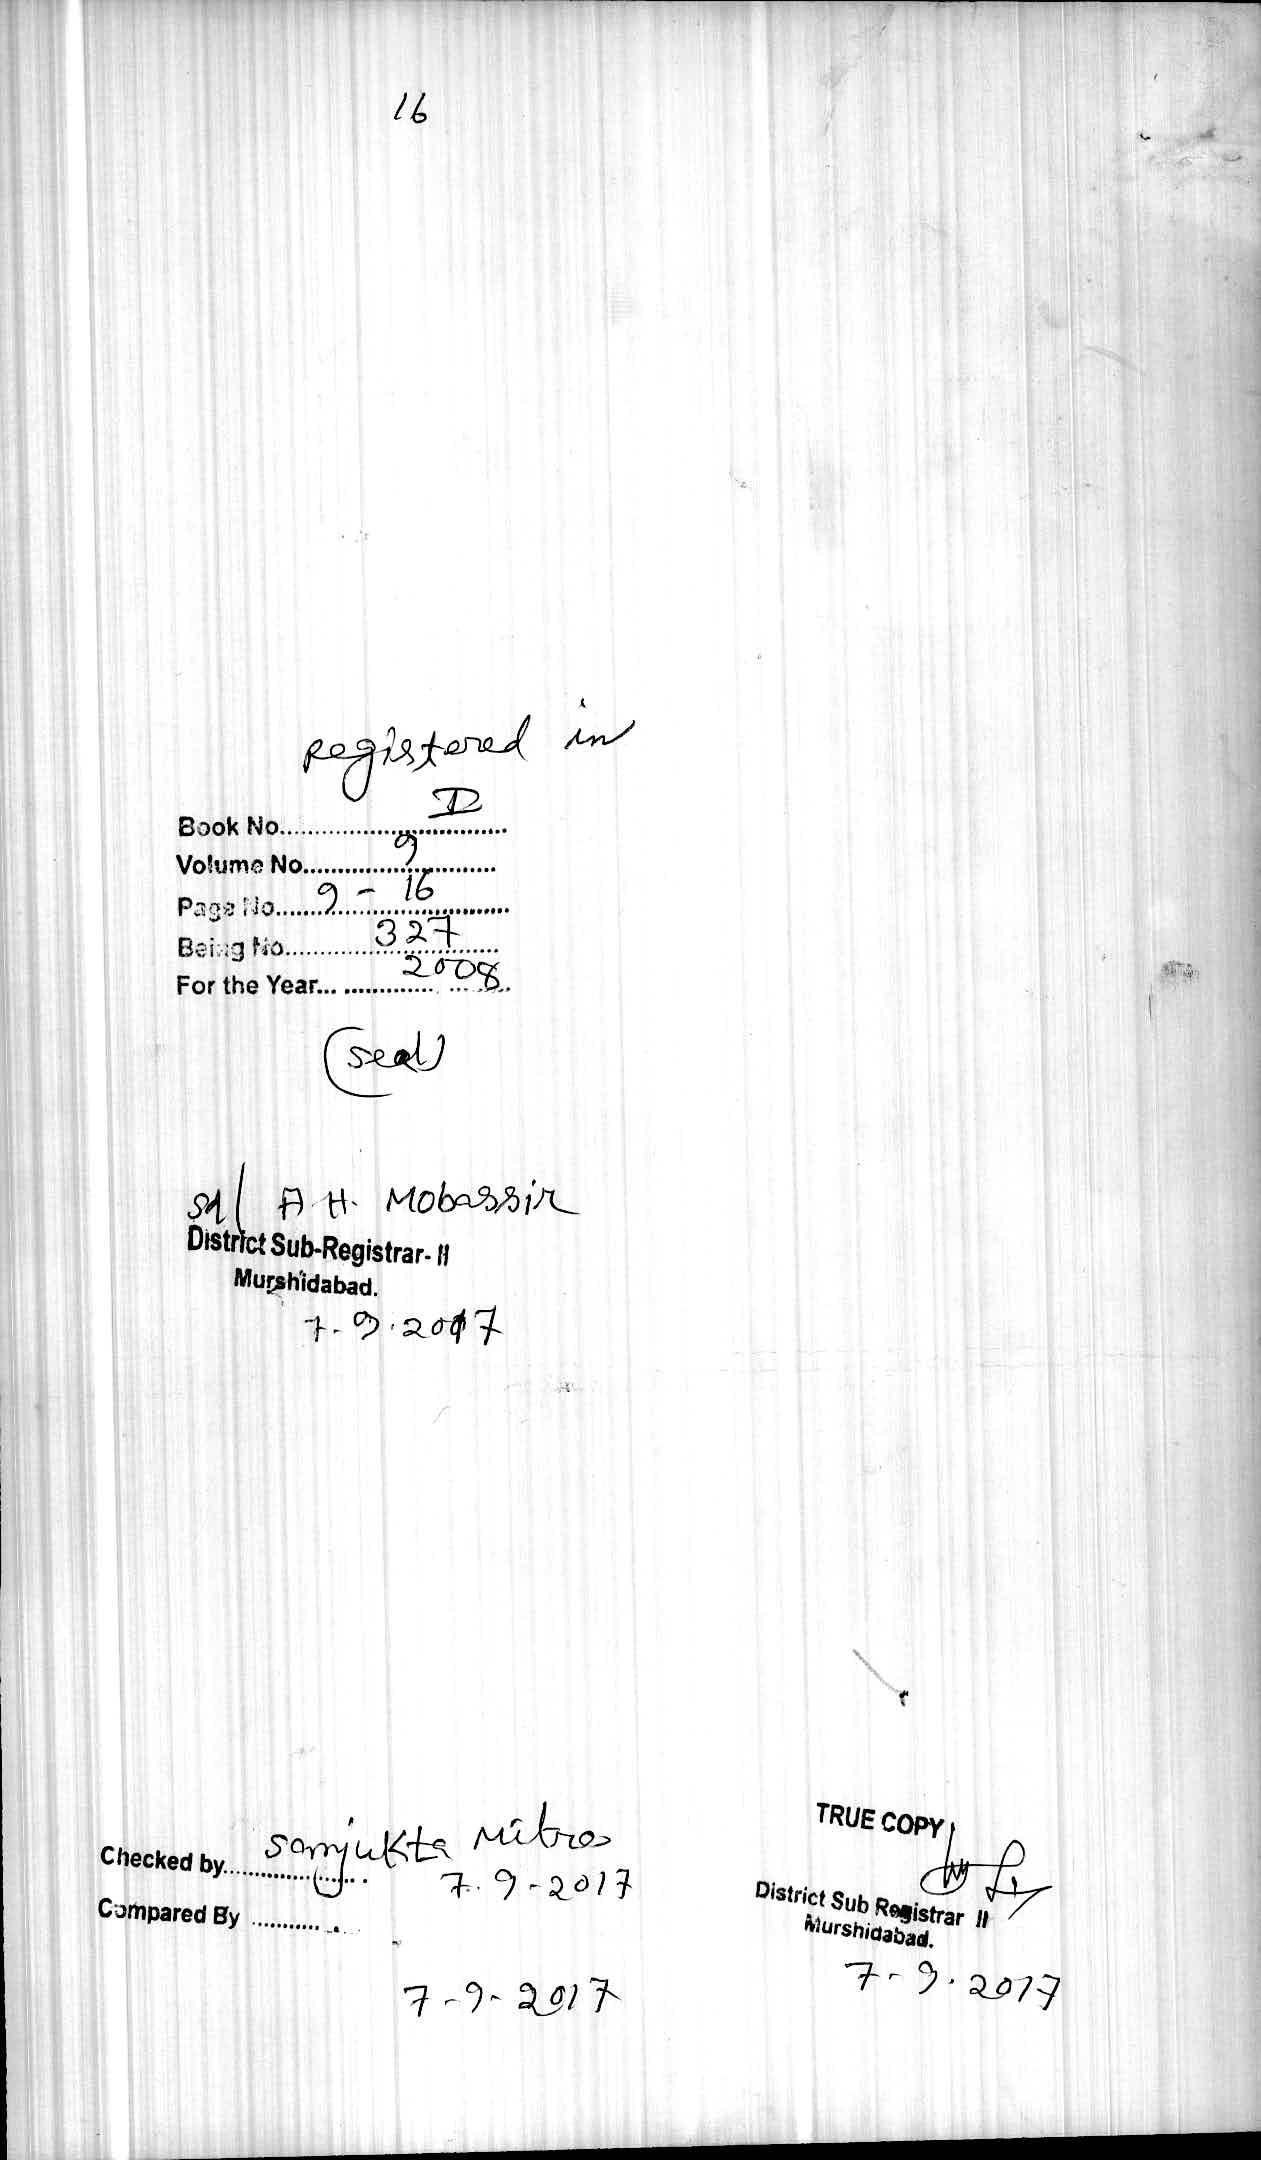 16
registered in
Book No. I
Volume No. 9
Page No. 9 - 16
Being No. 327
For the Year... 2008
(seal)
sd/ A H. Mobassir
District Sub-Registrar- II
Murshidabad.
7.9.2017
Checked by Sanjukta Mitra
7.9-2017
Compared By
7-9-2017
TRUE COPY
District Sub Registrar II
Murshidabad.
7-9.2017